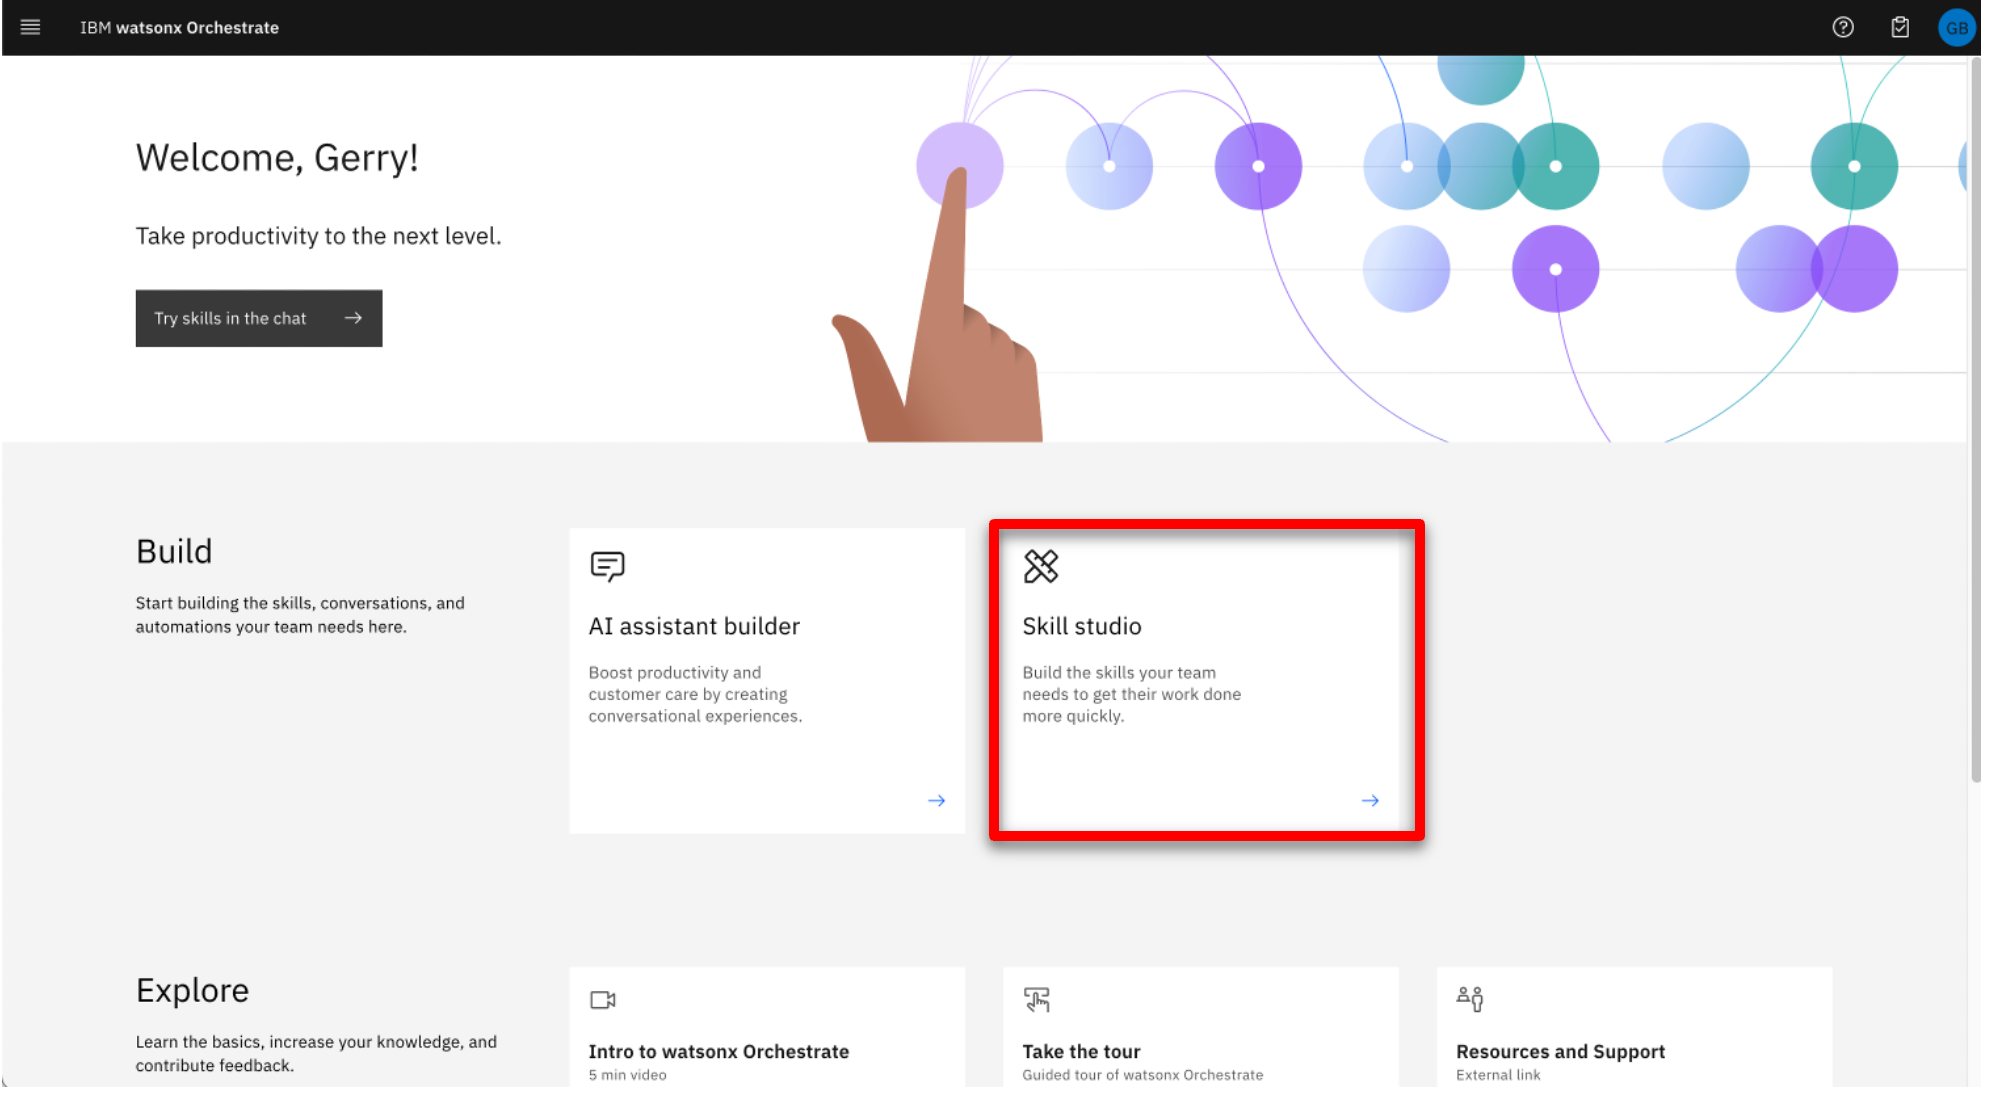 IBM watsonx Orchestrate
GB
Welcome, Gerry!
Take productivity to the next level.
Try skills in the chat
Build
Start building the skills, conversations, and
automations your team needs here.
AI assistant builder
Boost productivity and
customer care by creating
conversational experiences.
Skill studio
Build the skills your team
needs to get their work done
more quickly.
Explore
Learn the basics, increase your knowledge, and
contribute feedback.
Intro to watsonx Orchestrate
5 min video
Take the tour
Guided tour of watsonx Orchestrate
Resources and Support
External link